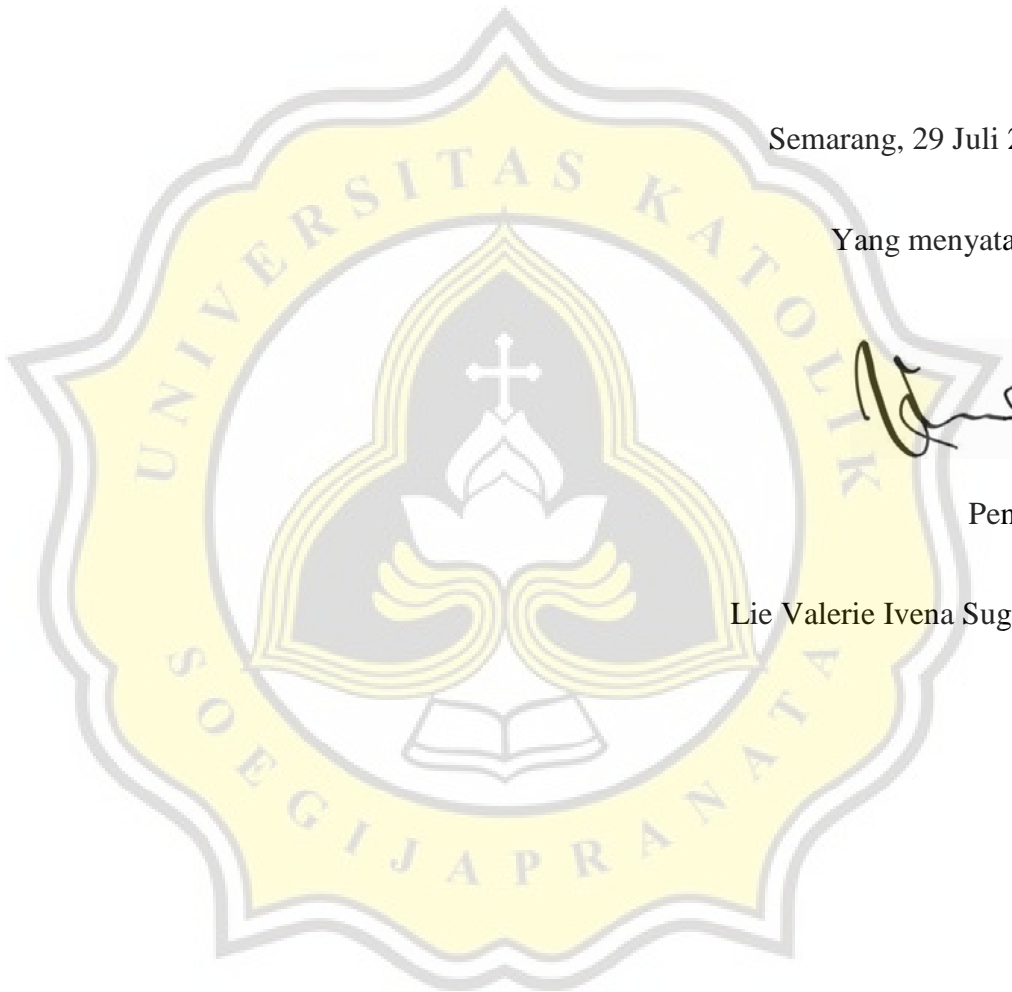 Semarang, 29 Juli 2
Yang menyata
Pen
Lie Valerie Ivena Sug
UNIVERSITAS KATOLIK
SOEGIJAPRANATA